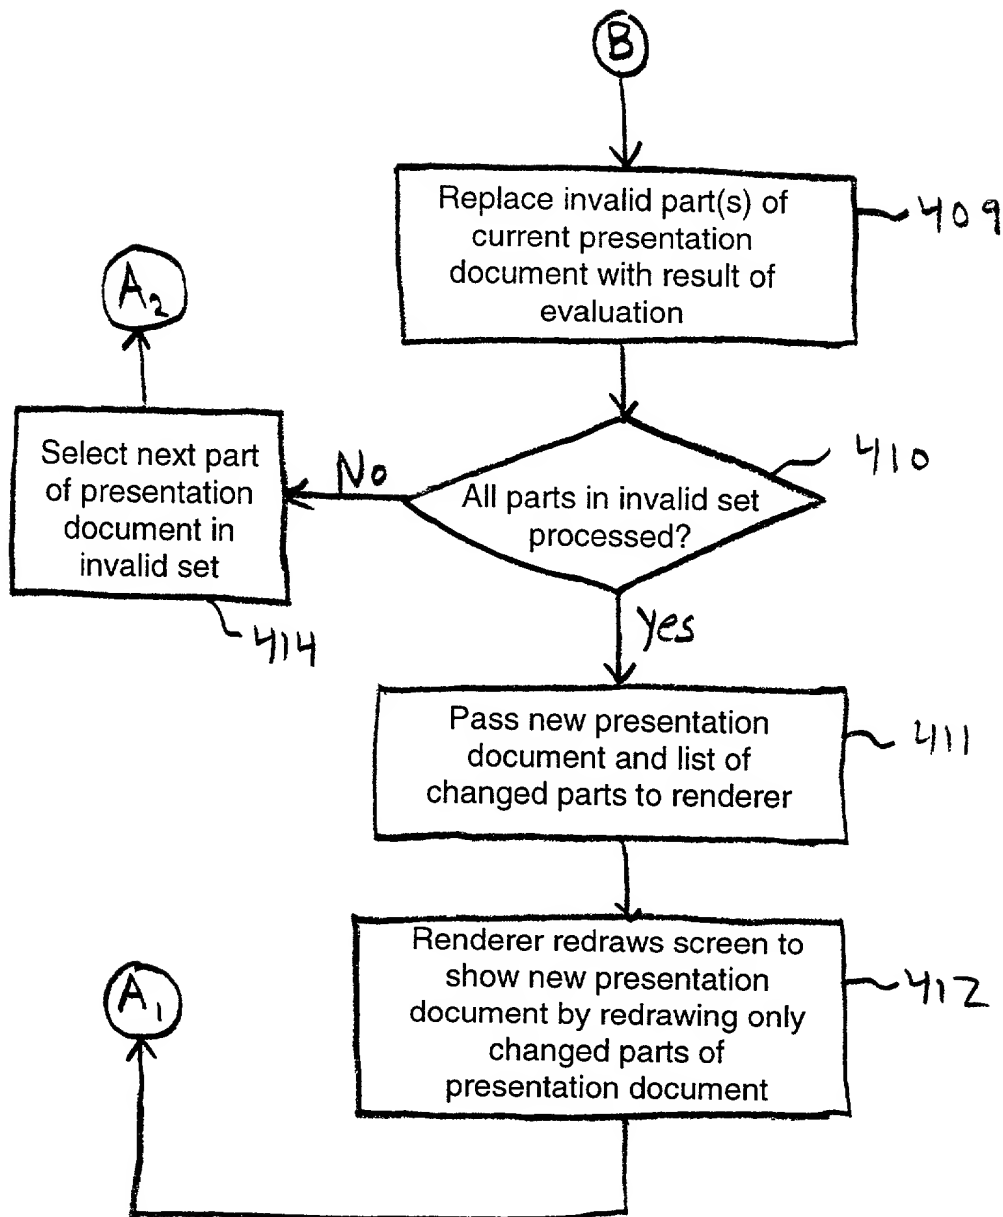 B
Replace invalid part(s) of
current presentation
document with result of
evaluation
409
A₂
Select next part
of presentation
document in
invalid set
414
No
All parts in invalid set
processed?
410
Yes
Pass new presentation
document and list of
changed parts to renderer
411
Renderer redraws screen to
show new presentation
document by redrawing only
changed parts of
presentation document
412
A₁